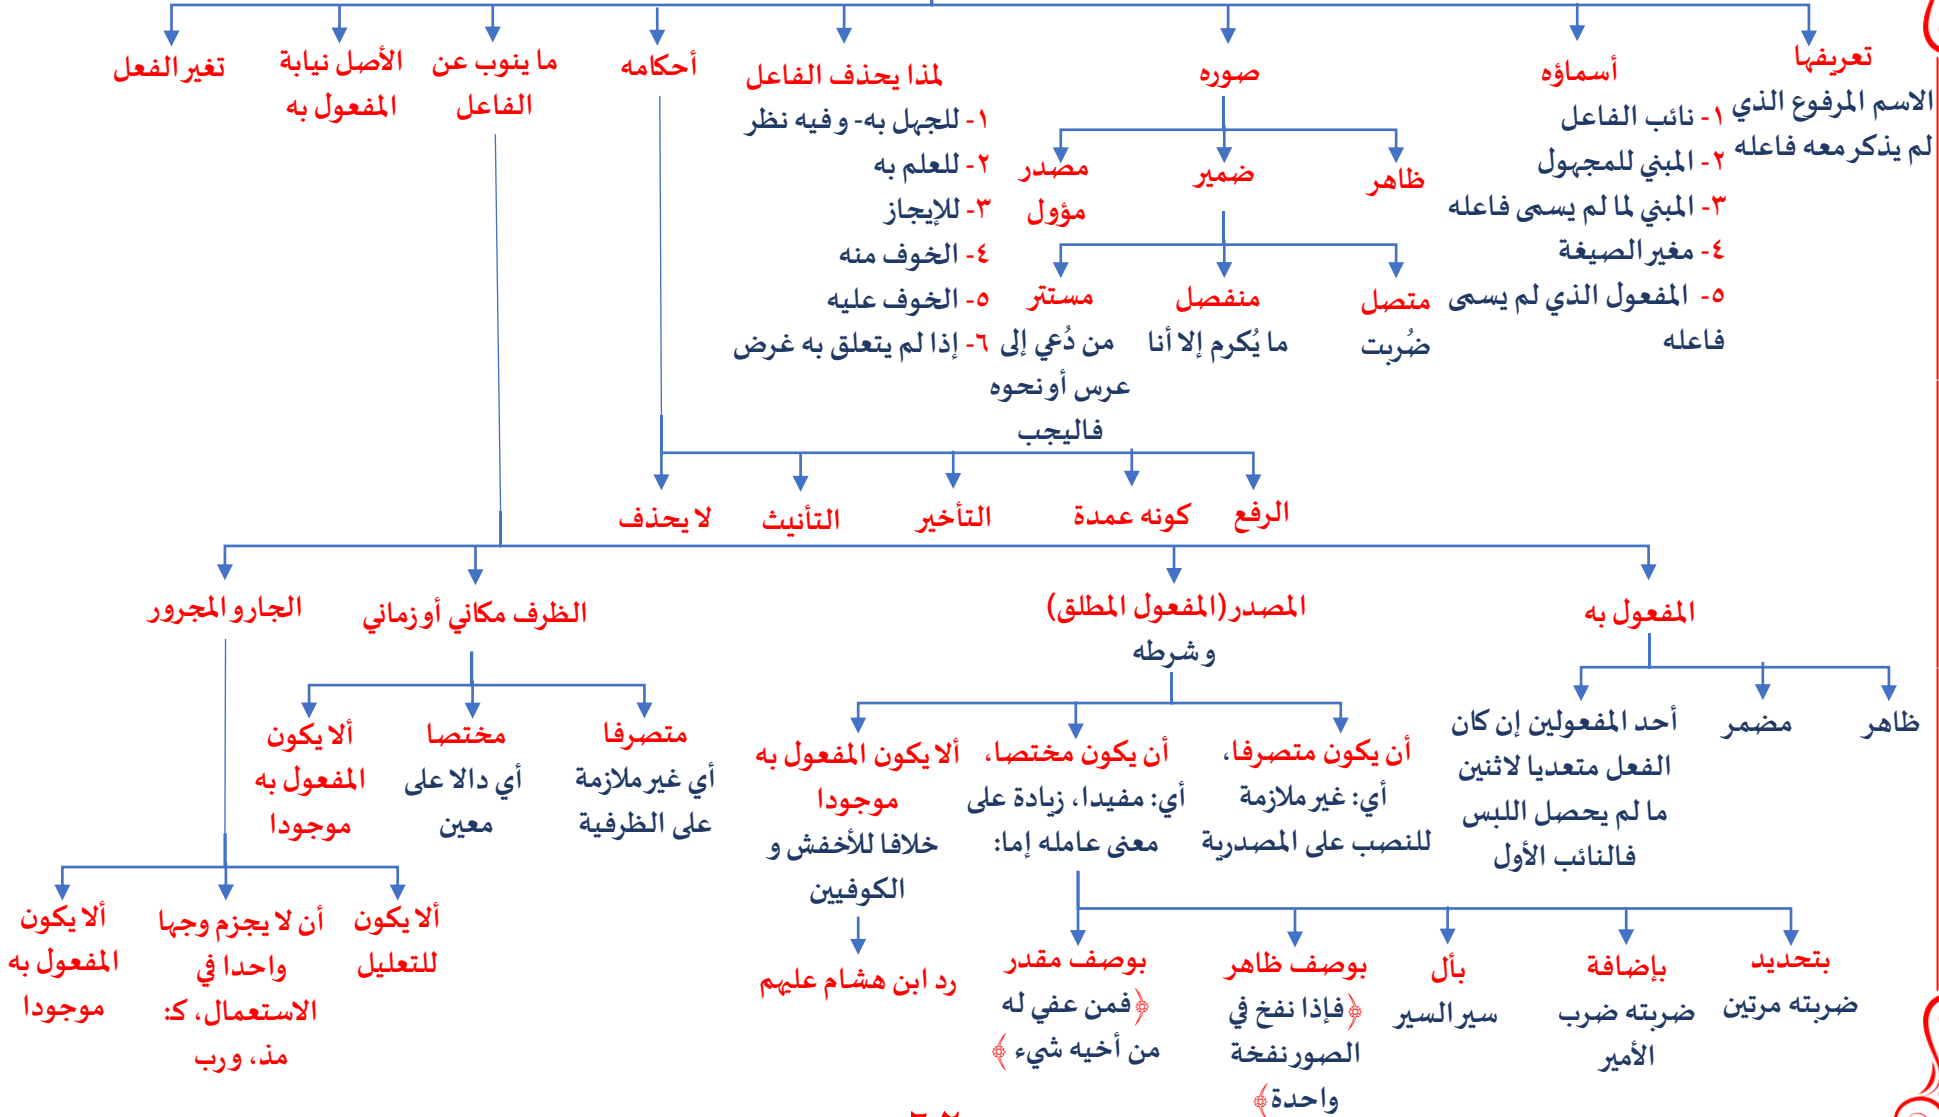 تعريفها
الاسم المرفوع الذي
لم يذكر معه فاعله
أسماؤه
١- نائب الفاعل
٢- المبني للمجهول
٣- المبني لما لم يسمى فاعله
٤- مغير الصيغة
٥- المفعول الذي لم يسمى
فاعله
صوره
ظاهر
ضمير
مصدر
مؤول
متصل
ضُربت
منفصل
ما يُكرم إلا أنا
مستتر
من دُعي إلى
عرس أو نحوه
فاليجب
لمذا يحذف الفاعل
١- للجهل به- وفيه نظر
٢- للعلم به
٣- للإيجاز
٤- الخوف منه
٥- الخوف عليه
٦- إذا لم يتعلق به غرض
أحكامه
الرفع
كونه عمدة
التأخير
التأنيث
لا يحذف
ما ينوب عن
الفاعل
الأصل نيابة
المفعول به
تغير الفعل
المفعول به
ظاهر
مضمر
أحد المفعولين إن كان
الفعل متعديا لاثنين
ما لم يحصل اللبس
فالنائب الأول
المصدر (المفعول المطلق)
وشرطه
أن يكون متصرفا،
أي: غير ملازمة
للنصب على المصدرية
أن يكون مختصا،
أي: مفيدا، زيادة على
معنى عامله إما:
ألا يكون المفعول به
موجودا
خلافا للأخفش و
الكوفيين
رد ابن هشام عليهم
بتحديد
ضربته مرتين
بإضافة
ضربته ضرب
الأمير
بأل
سير السير
بوصف ظاهر
﴿فإذا نفخ في
الصور نفخة
واحدة﴾
بوصف مقدر
﴿فمن عفي له
من أخيه شيء﴾
الظرف مكاني أو زماني
متصرفا
أي غير ملازمة
على الظرفية
مختصا
أي دالا على
معين
ألا يكون
المفعول به
موجودا
الجار والمجرور
ألا يكون
للتعليل
أن لا يجزم وجها
واحدا في
الاستعمال، كـ:
مذ، ورب
ألا يكون
المفعول به
موجودا